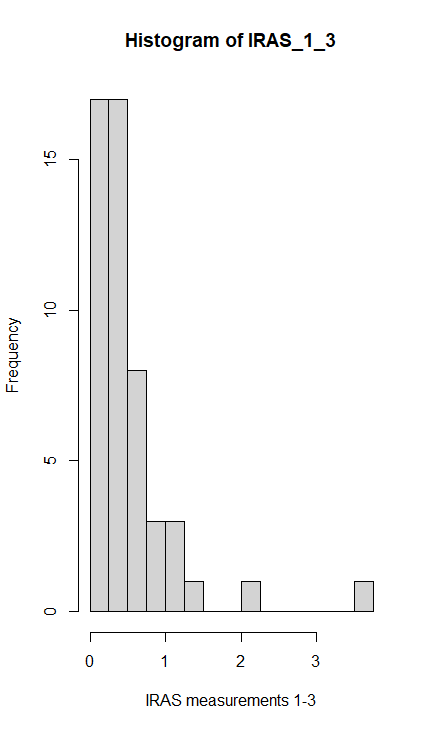 Histogram of IRAS_1_3
Frequency
15
10
5
0
0 1 2 3
IRAS measurements 1-3